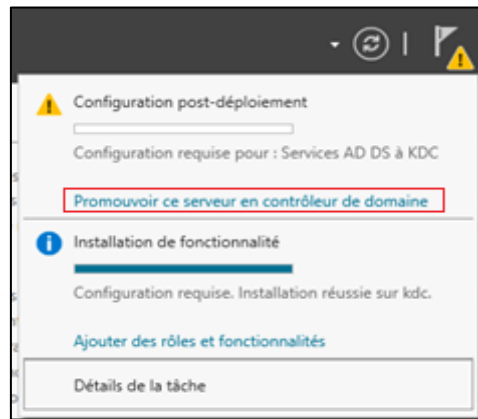 Configuration post-déploiement
Configuration requise pour : Services AD DS à KDC
Promouvoir ce serveur en contrôleur de domaine
Installation de fonctionnalité
Configuration requise. Installation réussie sur kdc.
Ajouter des rôles et fonctionnalités
Détails de la tâche